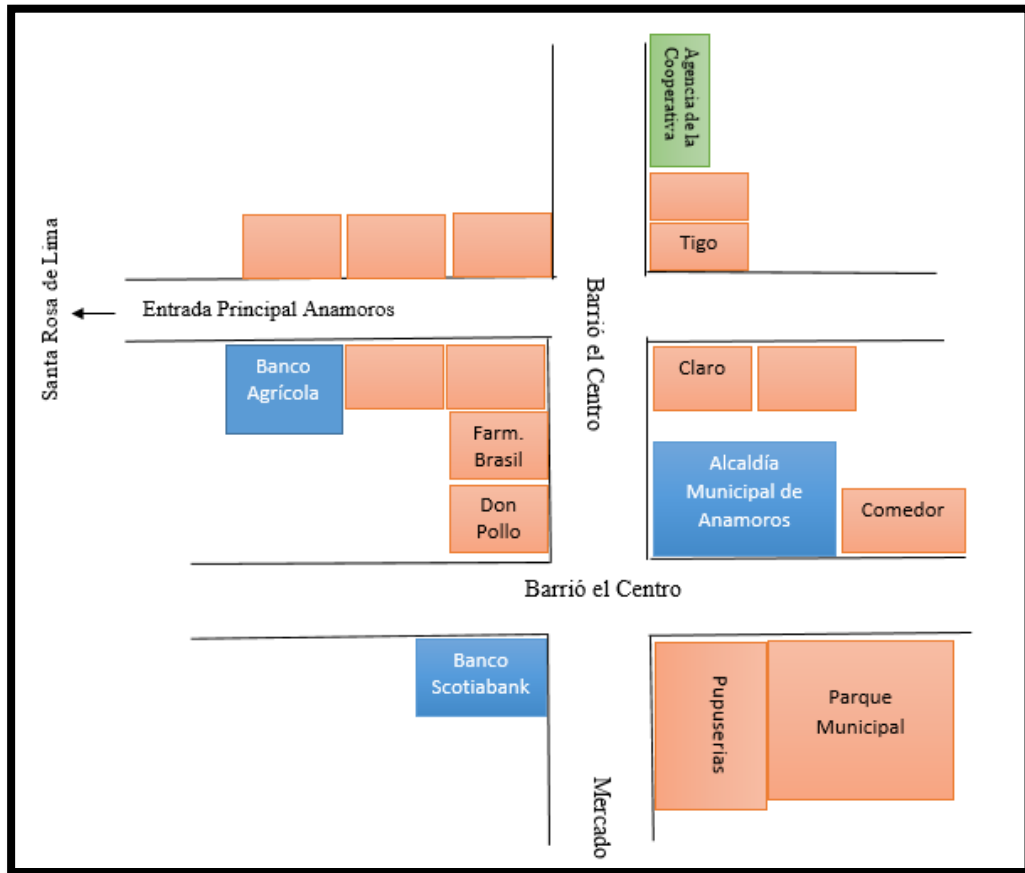 Agencia de la
Cooperativa
Tigo
Santa Rosa de Lima
Entrada Principal Anamoros
Barrió el Centro
Banco
Agrícola
Claro
Farm.
Brasil
Don
Pollo
Alcaldía
Municipal de
Anamoros
Comedor
Barrió el Centro
Banco
Scotiabank
Pupuserias
Parque
Municipal
Mercado